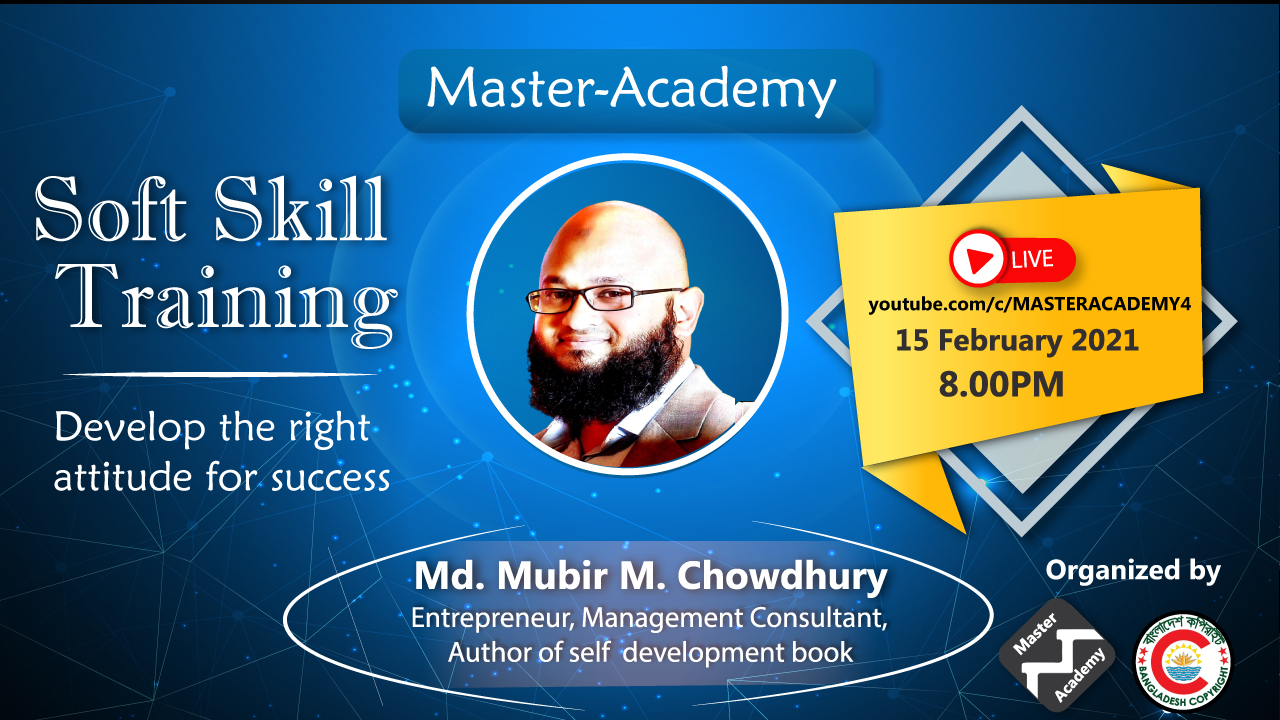 Master-Academy
Soft Skill
Training
Develop the right
attitude for success
LIVE
youtube.com/c/MASTERACADEMY4
15 February 2021
8.00PM
Md. Mubir M. Chowdhury
Entrepreneur, Management Consultant,
Author of self development book
Organized by
Master
Academy
বাংলাদেশ কপিরাইট
BANGLADESH COPYRIGHT